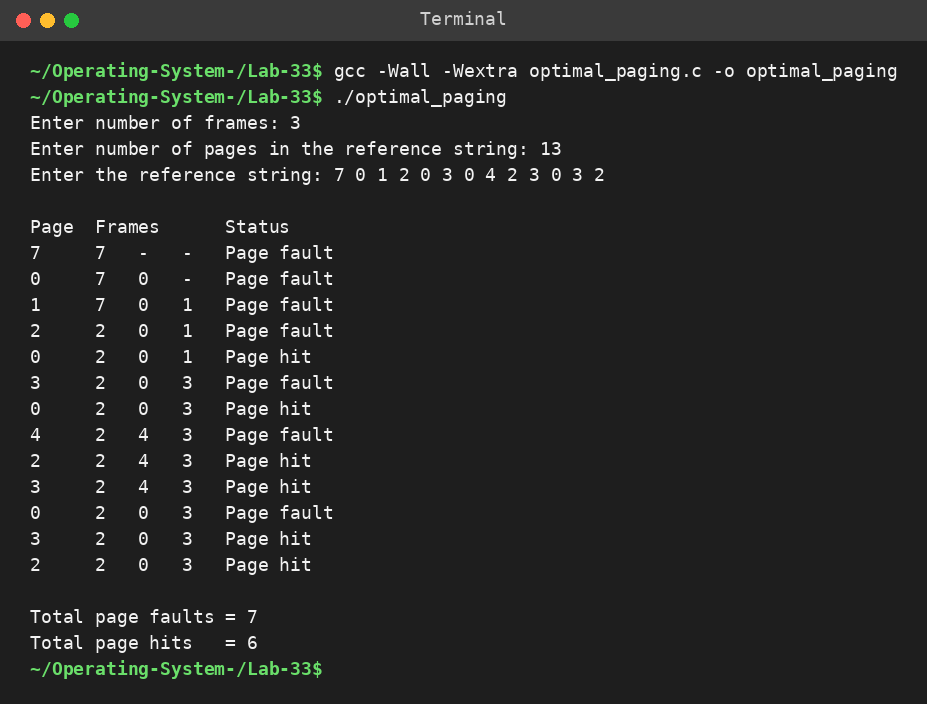 Terminal
~/Operating-System-/Lab-33$ gcc -Wall -Wextra optimal_paging.c -o optimal_paging
~/Operating-System-/Lab-33$ ./optimal_paging
Enter number of frames: 3
Enter number of pages in the reference string: 13
Enter the reference string: 7 0 1 2 0 3 0 4 2 3 0 3 2

Page  Frames      Status
7     7   -   -   Page fault
0     7   0   -   Page fault
1     7   0   1   Page fault
2     2   0   1   Page fault
0     2   0   1   Page hit
3     2   0   3   Page fault
0     2   0   3   Page hit
4     2   4   3   Page fault
2     2   4   3   Page hit
3     2   4   3   Page hit
0     2   0   3   Page fault
3     2   0   3   Page hit
2     2   0   3   Page hit

Total page faults = 7
Total page hits   = 6
~/Operating-System-/Lab-33$